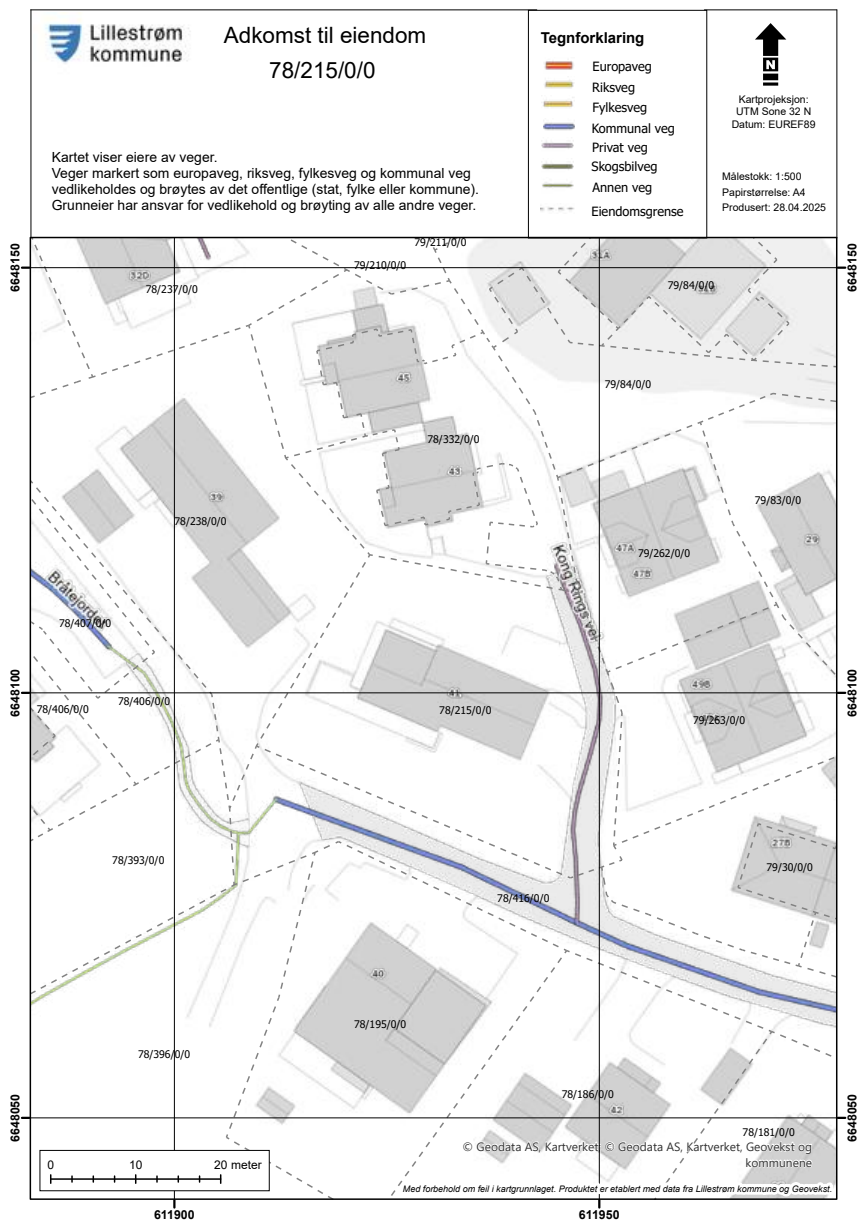 Lillestrøm
kommune
Adkomst til eiendom
78/215/0/0
Kartet viser eiere av veger.
Veger markert som europaveg, riksveg, fylkesveg og kommunal veg
vedlikeholdes og brøytes av det offentlige (stat, fylke eller kommune).
Grunneier har ansvar for vedlikehold og brøyting av alle andre veger.
Tegnforklaring
Europaveg
Riksveg
Fylkesveg
Kommunal veg
Privat veg
Skogsbilveg
Annen veg
Eiendomsgrense
N
Kartprojeksjon:
UTM Sone 32 N
Datum: EUREF89
Målestokk: 1:500
Papirstørrelse: A4
Produsert: 28.04.2025
79/211/0/0
79/210/0/0
31A
6648150
6648150
32D
78/237/0/0
79/84/0/0
45
79/84/0/0
78/332/0/0
43
39
78/238/0/0
79/83/0/0
29
47A
79/262/0/0
47B
Kong Rings vei
Bråtejordet
78/407/0/0
49B
6648100
6648100
41
78/406/0/0
78/406/0/0
78/215/0/0
79/263/0/0
27B
78/393/0/0
79/30/0/0
78/416/0/0
40
78/195/0/0
78/396/0/0
78/186/0/0
42
6648050
6648050
78/181/0/0
© Geodata AS, Kartverket, © Geodata AS, Kartverket, Geovekst og
kommunene
0 10 20 meter
Med forbehold om feil i kartgrunnlaget. Produktet er etablert med data fra Lillestrøm kommune og Geovekst.
611900
611950